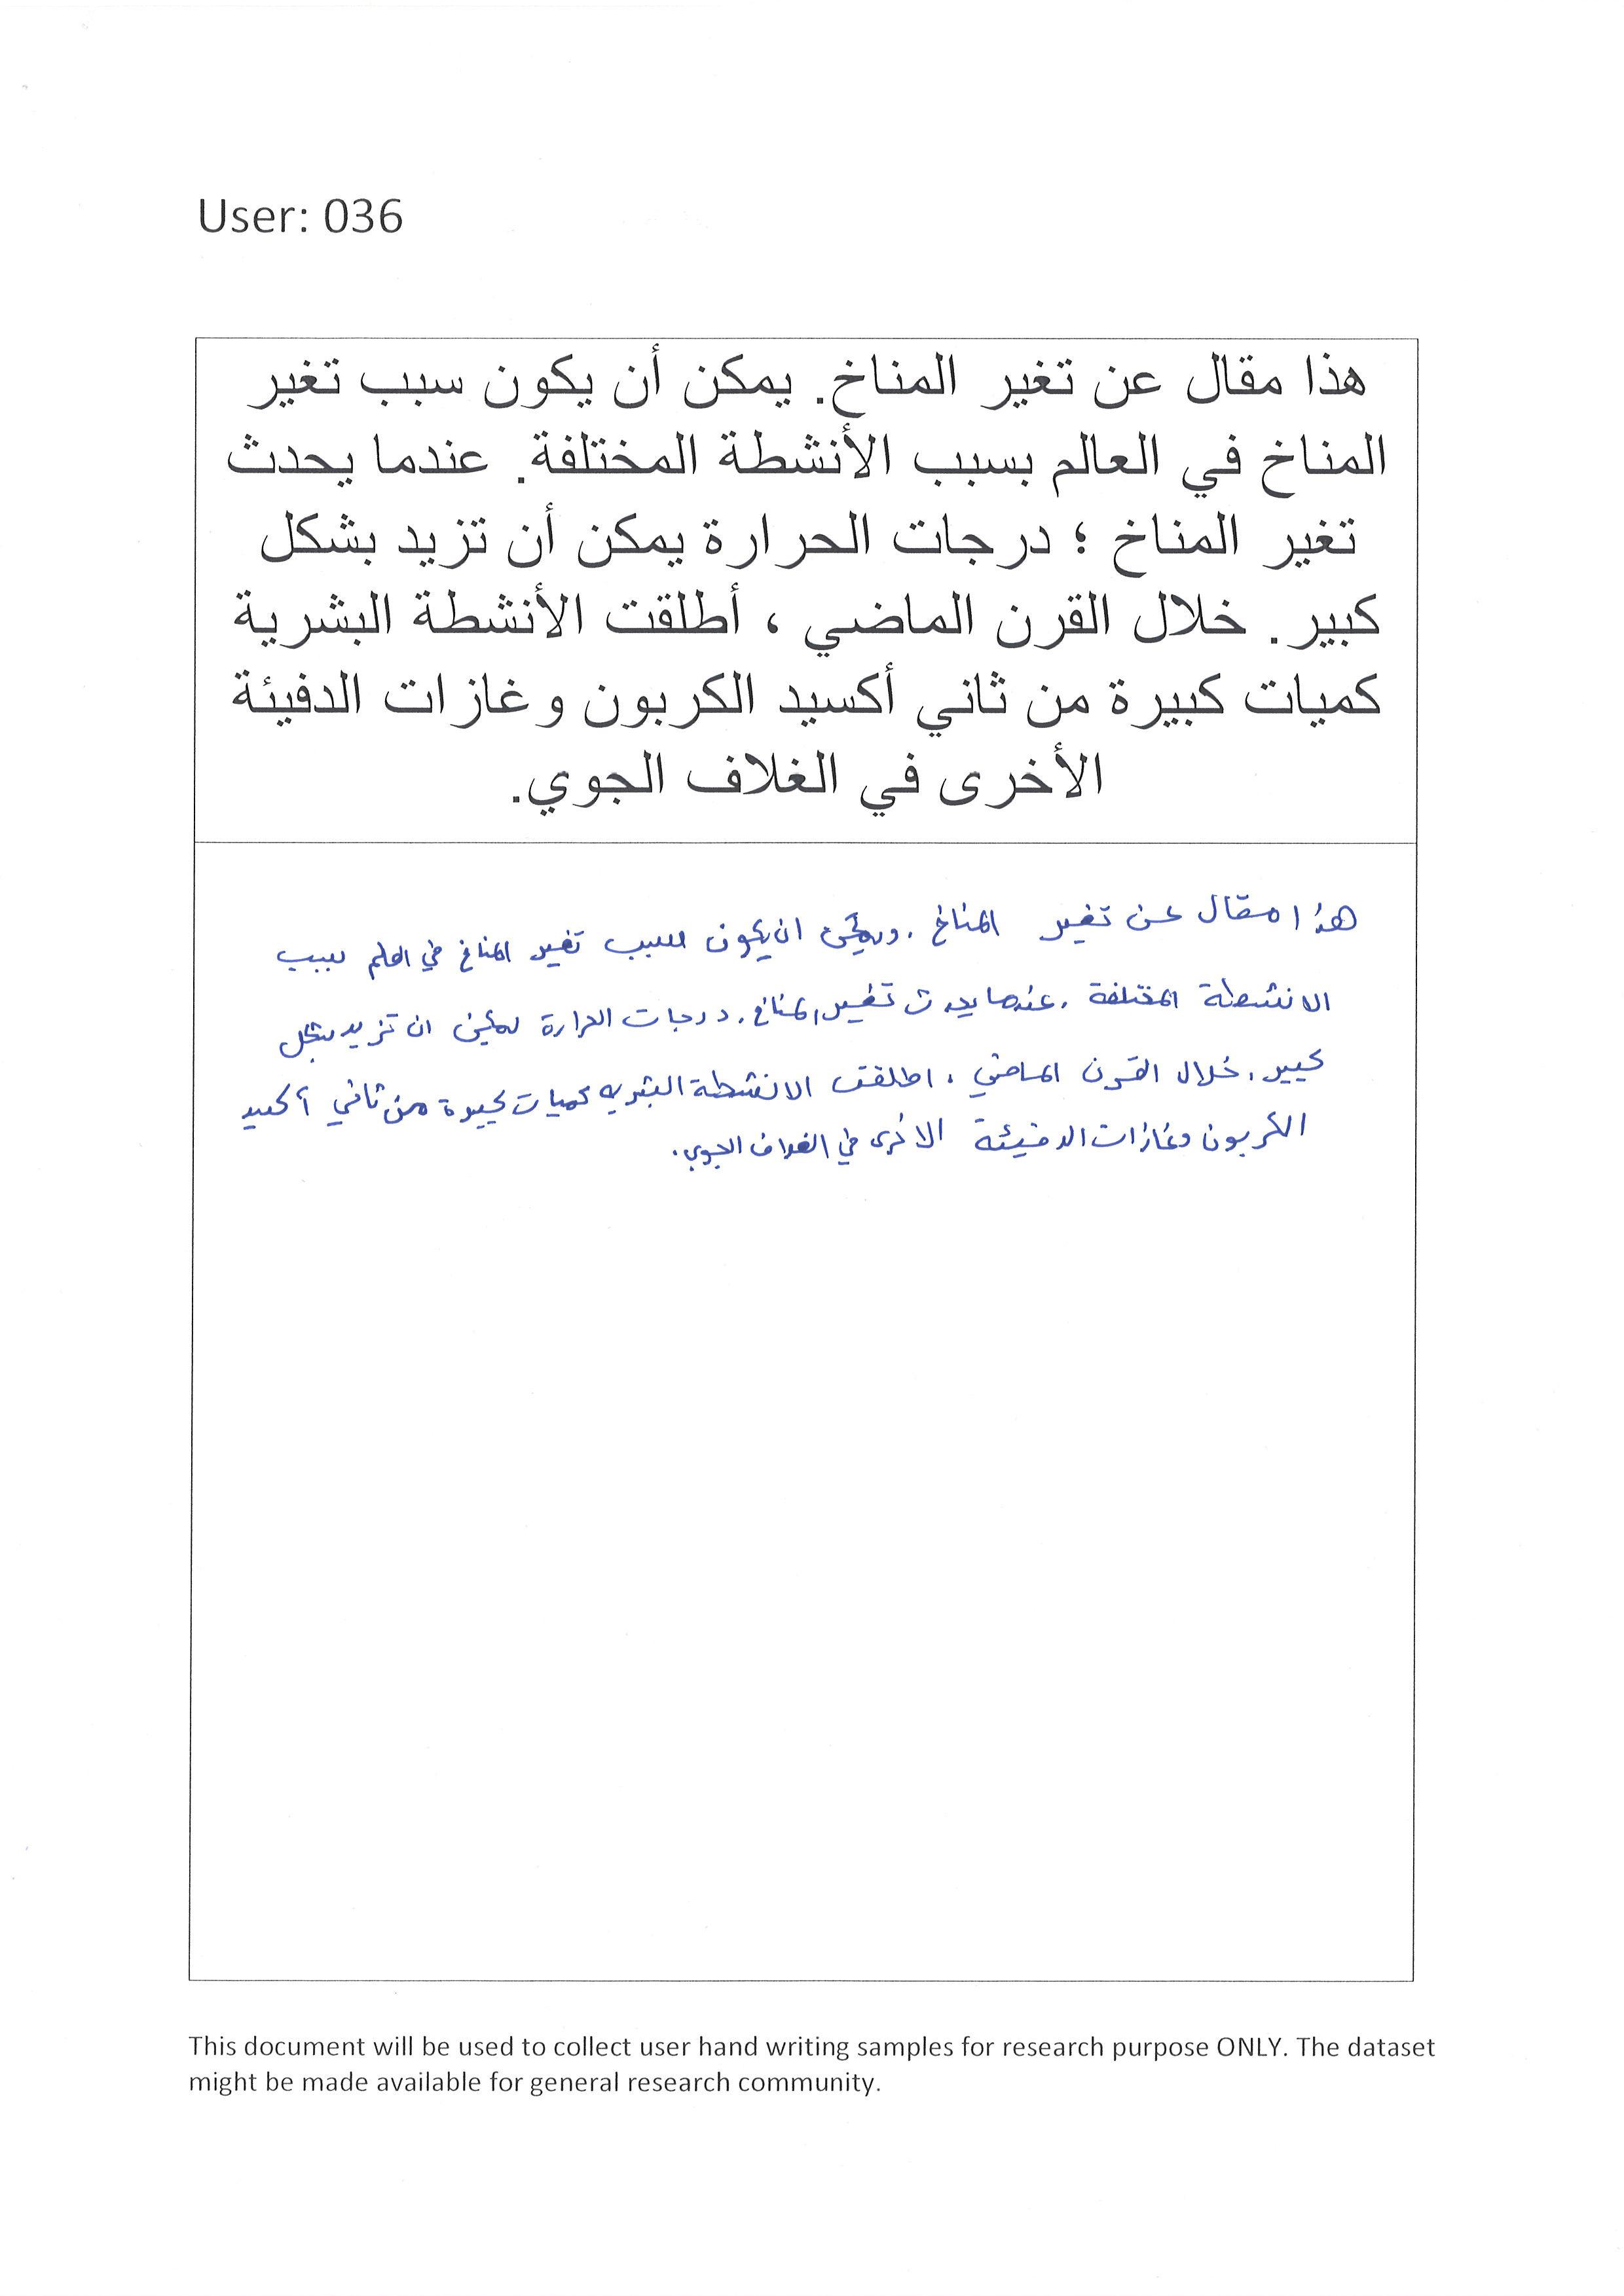 User: 036
هذا مقال عن تغير المناخ. يمكن أن يكون سبب تغير
المناخ في العالم بسبب الأنشطة المختلفة. عندما يحدث
تغير المناخ ؛ درجات الحرارة يمكن أن تزيد بشكل
كبير. خلال القرن الماضي ، أطلقت الأنشطة البشرية
كميات كبيرة من ثاني أكسيد الكربون وغازات الدفيئة
الأخرى في الغلاف الجوي.
هذا مقال عن تغير المناخ . ويمكن ان يكون سبب تغير المناخ في العلم بسبب
الانشطة المختلفة . عندما يحدث تغير المناخ . درجات الحرارة يمكن ان تزيد بشكل
كبير . خلال القرن الماضي ، اطلقت الانشطة البشريه كميات كبيرة من ثاني أكسيد
الكربون وغازات الدفيئة الاخرى في الغلاف الجوي .
This document will be used to collect user hand writing samples for research purpose ONLY. The dataset
might be made available for general research community.